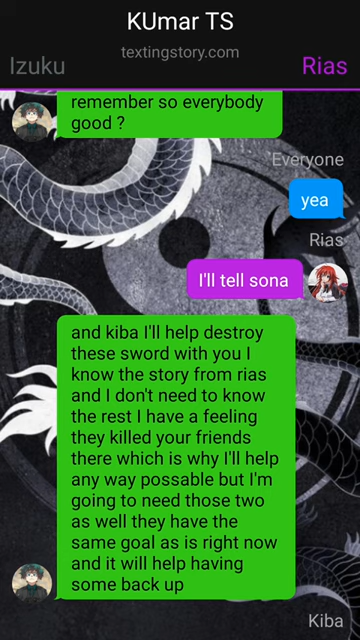 KUmar TS
textingstory.com
Izuku
Rias
remember so everybody
good ?
Everyone
yea
Rias
I'll tell sona
and kiba I'll help destroy
these sword with you I
know the story from rias
and I don't need to know
the rest I have a feeling
they killed your friends
there which is why I'll help
any way possable but I'm
going to need those two
as well they have the
same goal as is right now
and it will help having
some back up
Kiba